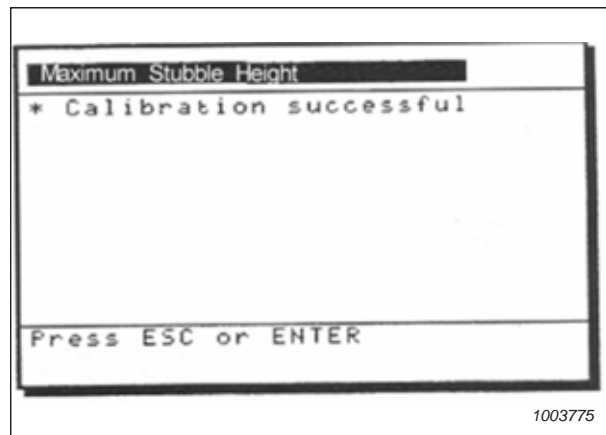 Maximum Stubble Height
* Calibration successful
Press ESC or ENTER
1003775